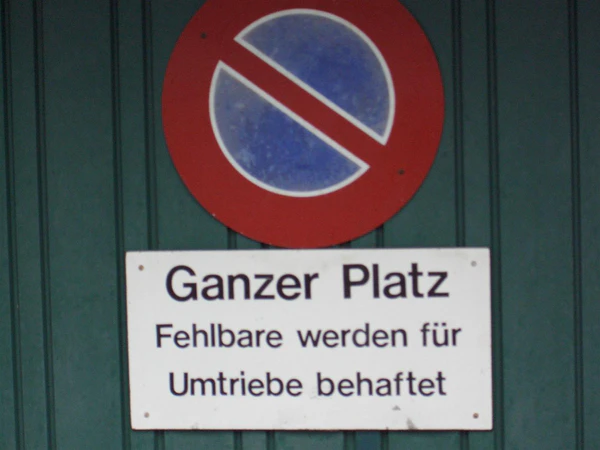 Ganzer Platz
Fehlbare werden für
Umtriebe behaftet